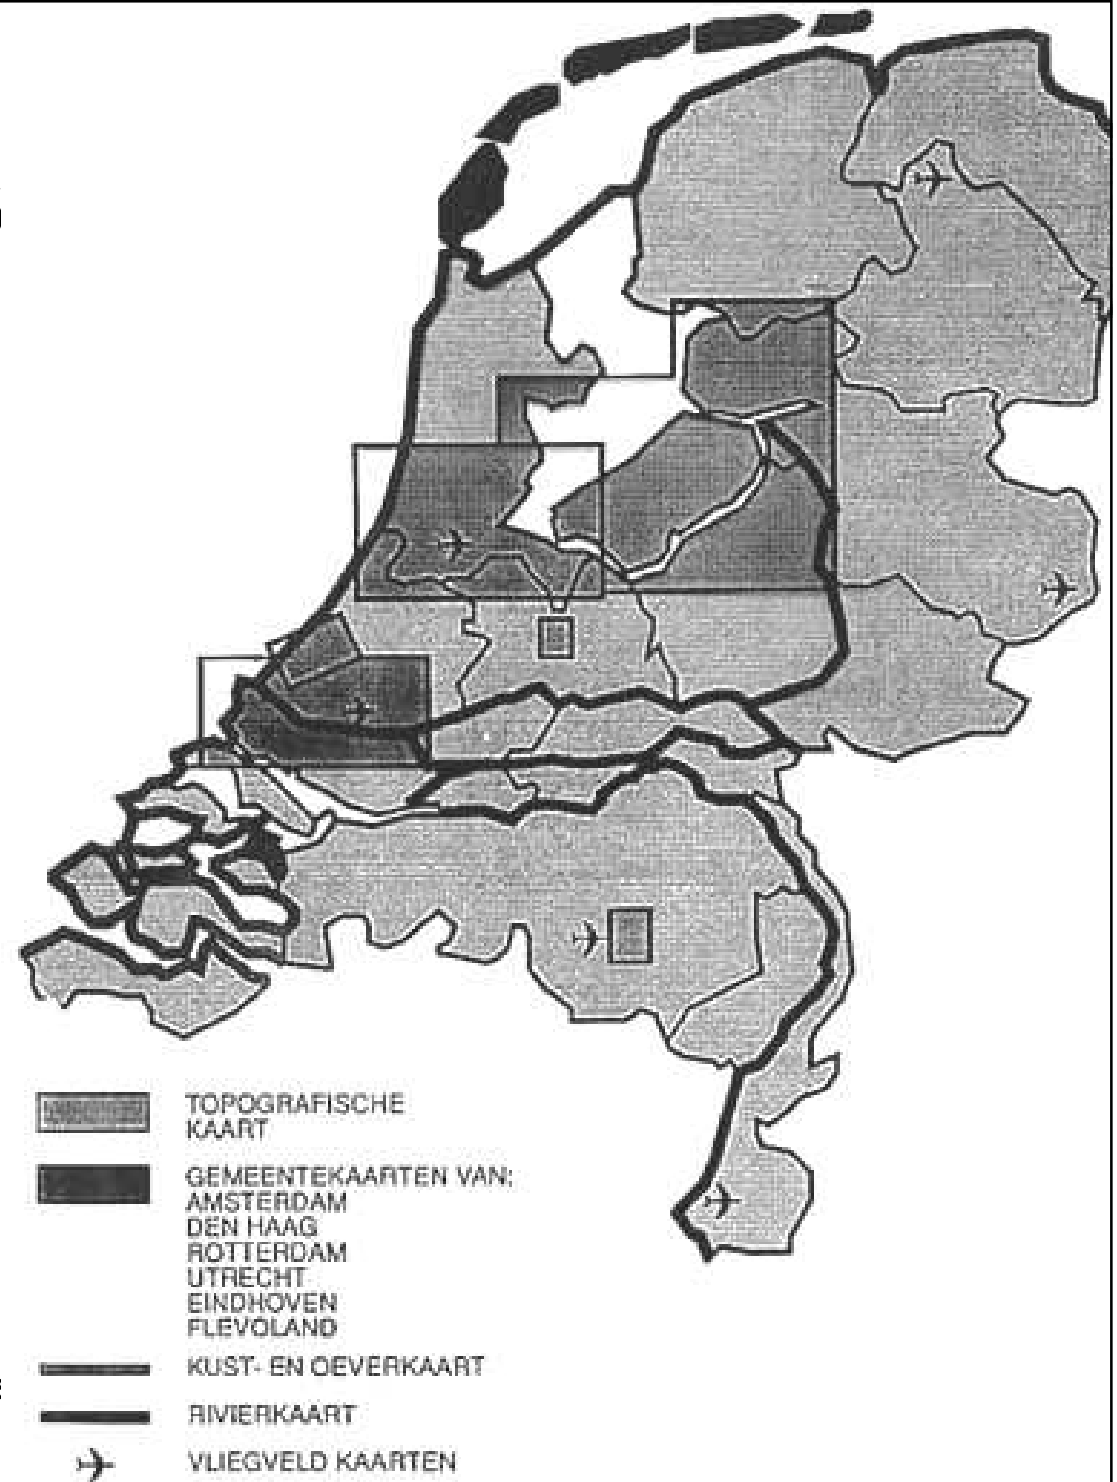 TOPOGRAFISCHE
KAART
GEMEENTEKAARTEN VAN:
AMSTERDAM
DEN HAAG
ROTTERDAM
UTRECHT
EINDHOVEN
FLEVOLAND
KUST- EN OEVERKAART
RIVIERKAART
VLIEGVELD KAARTEN